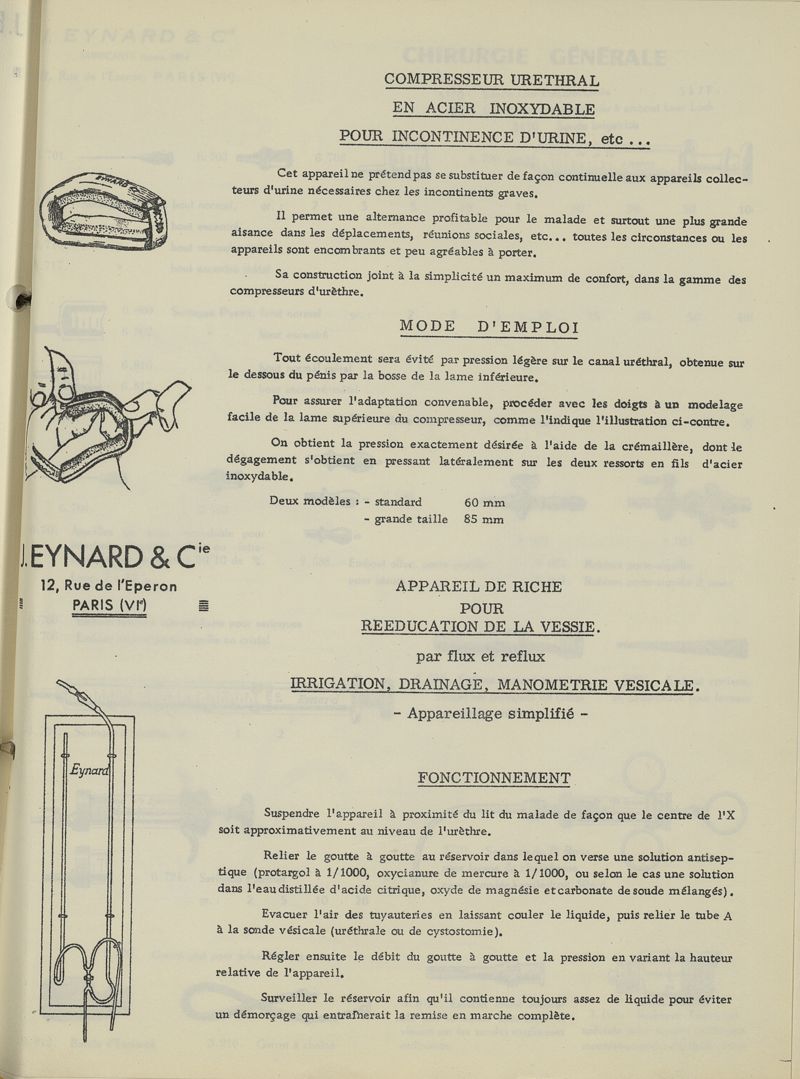 COMPRESSEUR URETHRAL
EN ACIER INOXYDABLE
POUR INCONTINENCE D'URINE, etc ...
Cet appareil ne prétend pas se substituer de façon continuelle aux appareils collec-
teurs d'urine nécessaires chez les incontinents graves.
Il permet une alternance profitable pour le malade et surtout une plus grande
aisance dans les déplacements, réunions sociales, etc... toutes les circonstances ou les
appareils sont encombrants et peu agréables à porter.
Sa construction joint à la simplicité un maximum de confort, dans la gamme des
compresseurs d'urèthre.
EYNARD
MODE D'EMPLOI
Tout écoulement sera évité par pression légère sur le canal uréthral, obtenue sur
le dessous du pénis par la bosse de la lame inférieure.
Pour assurer l'adaptation convenable, procéder avec les doigts à un modelage
facile de la lame supérieure du compresseur, comme l'indique l'illustration ci-contre.
On obtient la pression exactement désirée à l'aide de la crémaillère, dont le
dégagement s'obtient en pressant latéralement sur les deux ressorts en fils d'acier
inoxydable.
Deux modèles : - standard 60 mm
- grande taille 85 mm
J. EYNARD & Cie
12, Rue de l'Eperon
PARIS (VIe)
APPAREIL DE RICHE
POUR
REEDUCATION DE LA VESSIE.
par flux et reflux
IRRIGATION, DRAINAGE, MANOMETRIE VESICALE.
- Appareillage simplifié -
Eynard
FONCTIONNEMENT
Suspendre l'appareil à proximité du lit du malade de façon que le centre de l'X
soit approximativement au niveau de l'urèthre.
Relier le goutte à goutte au réservoir dans lequel on verse une solution antisep-
tique (protargol à 1/1000, oxycianure de mercure à 1/1000, ou selon le cas une solution
dans l'eau distillée d'acide citrique, oxyde de magnésie et carbonate de soude mélangés).
Evacuer l'air des tuyauteries en laissant couler le liquide, puis relier le tube A
à la sonde vésicale (uréthrale ou de cystostomie).
Régler ensuite le débit du goutte à goutte et la pression en variant la hauteur
relative de l'appareil.
Surveiller le réservoir afin qu'il contienne toujours assez de liquide pour éviter
un démorçage qui entraînerait la remise en marche complète.